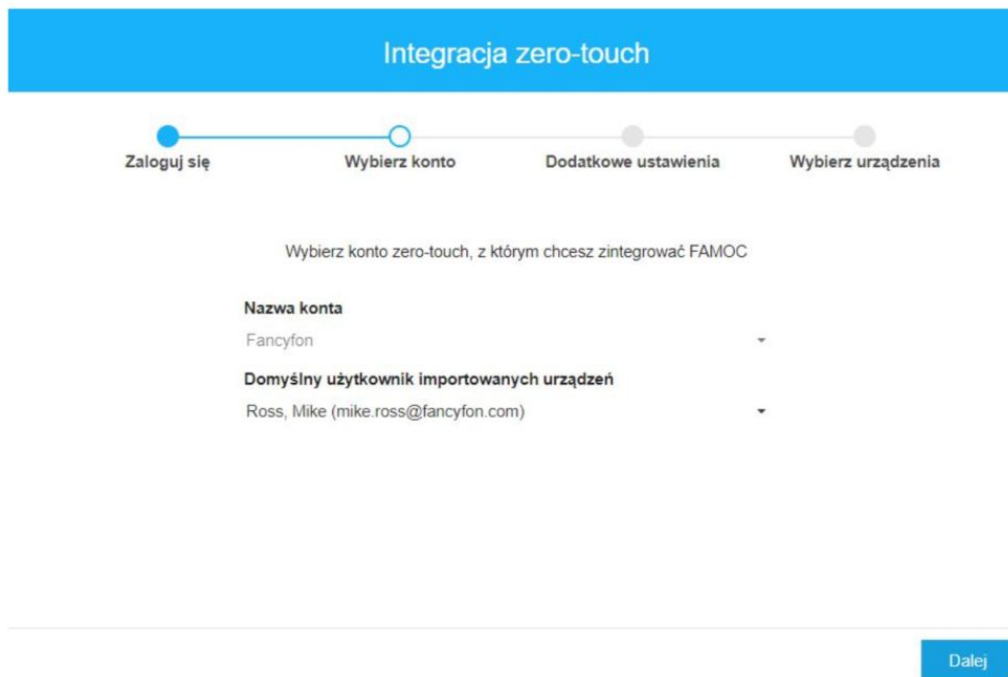 Integracja zero-touch
Zaloguj się
Wybierz konto
Dodatkowe ustawienia
Wybierz urządzenia
Wybierz konto zero-touch, z którym chcesz zintegrować FAMOC
Nazwa konta
Fancyfon
Domyślny użytkownik importowanych urządzeń
Ross, Mike (mike.ross@fancyfon.com)
Dalej